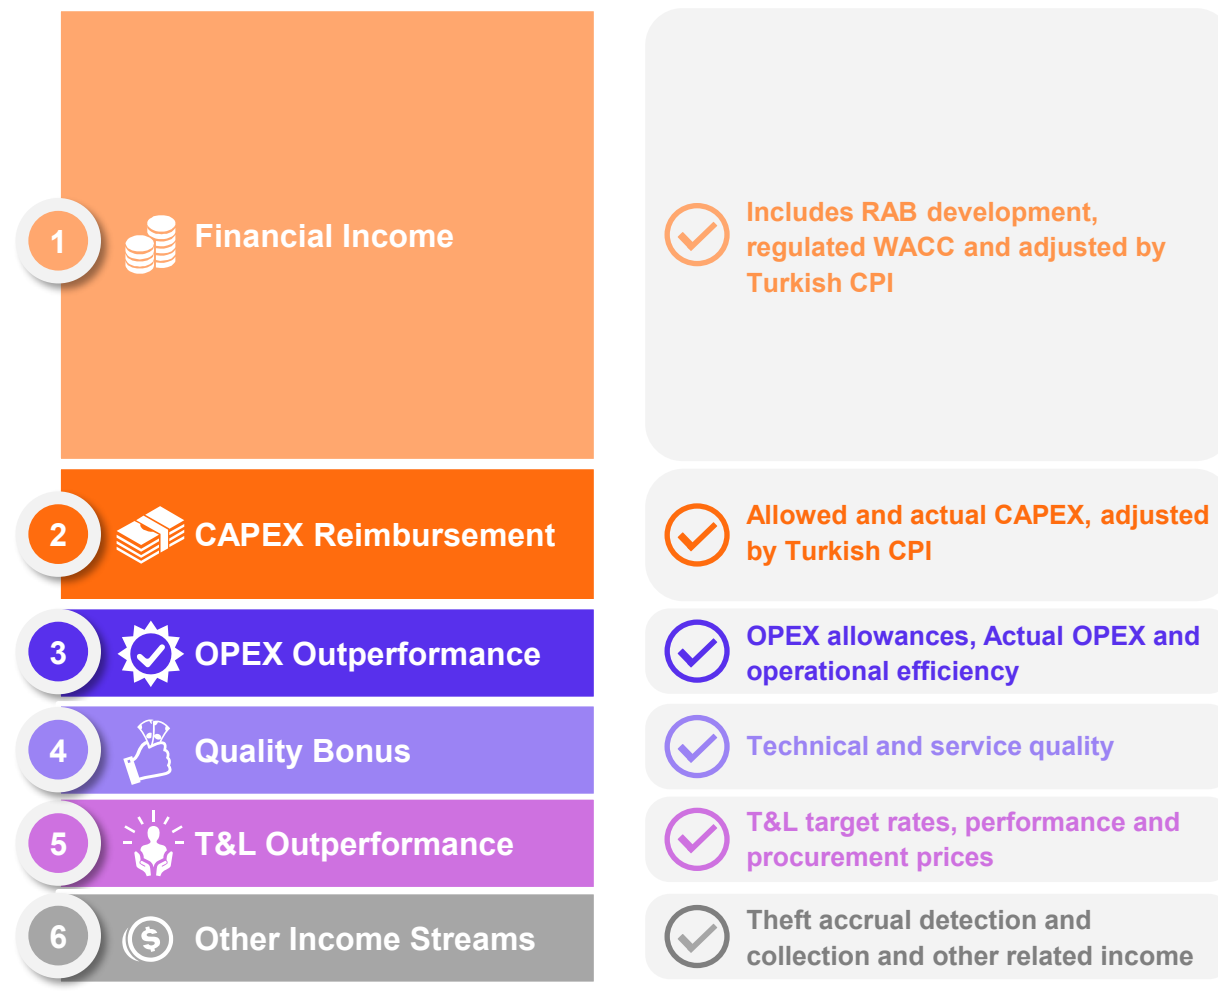 1
Financial Income
Includes RAB development,
regulated WACC and adjusted by
Turkish CPI
2
CAPEX Reimbursement
Allowed and actual CAPEX, adjusted
by Turkish CPI
3
OPEX Outperformance
OPEX allowances, Actual OPEX and
operational efficiency
4
Quality Bonus
Technical and service quality
5
T&L Outperformance
T&L target rates, performance and
procurement prices
6
$
Other Income Streams
Theft accrual detection and
collection and other related income